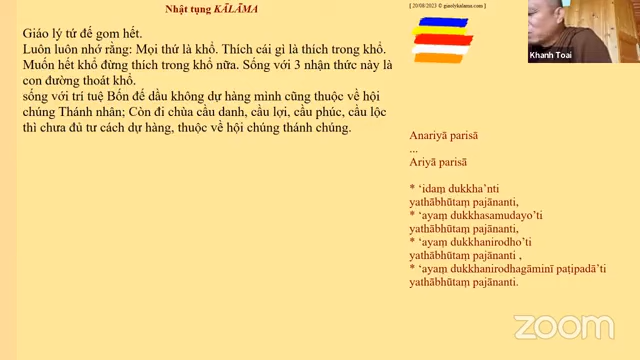 Nhật tụng KĀLĀMA
[ 20/08/2023 © giaolykalama.com ]
Khanh Toai
Giáo lý tứ đế gom hết.
Luôn luôn nhớ rằng: Mọi thứ là khổ. Thích cái gì là thích trong khổ.
Muốn hết khổ đừng thích trong khổ nữa. Sống với 3 nhận thức này là
con đường thoát khổ.
sống với trí tuệ Bốn đế dầu không dự hàng mình cũng thuộc về hội
chúng Thánh nhân; Còn đi chùa cầu danh, cầu lợi, cầu phúc, cầu lộc
thì chưa đủ tư cách dự hàng, thuộc về hội chúng thánh chúng.
Anariyā parisā
...
Ariyā parisā
* ‘idaṃ dukkha’nti
yathābhūtaṃ pajānanti,
* ‘ayaṃ dukkhasamudayo’ti
yathābhūtaṃ pajānanti,
* ‘ayaṃ dukkhanirodho’ti
yathābhūtaṃ pajānanti ,
* ‘ayaṃ dukkhanirodhagāminī paṭipadā’ti
yathābhūtaṃ pajānanti.
zoom